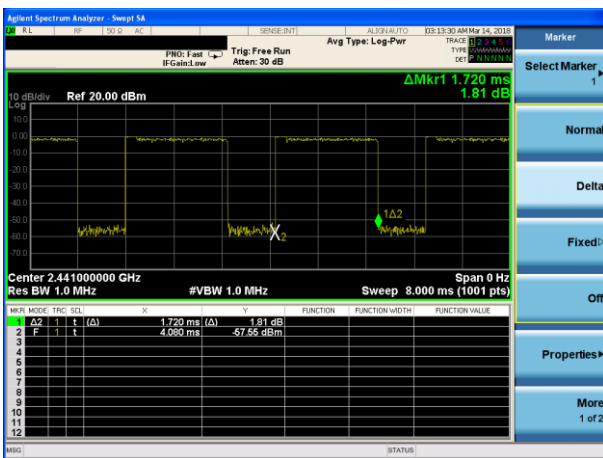 Agilent Spectrum Analyzer - Swept SA
RL RF 50 Ω AC SENSE:INT ALIGNAUTO 03:13:30 AM Mar 14, 2018
Marker
PNO: Fast Trig: Free Run Avg Type: Log-Pwr TRACE 1 2 3 4 5 6
TYPE
IFGain:Low Atten: 30 dB DET P N N N N N
Select Marker
1
ΔMkr1 1.720 ms
10 dB/div Ref 20.00 dBm 1.81 dB
Log
10.0
0.00
-10.0
-20.0
-30.0
-40.0
-50.0
-60.0
-70.0
1Δ2
X2
Normal
Delta
Fixed
Off
Center 2.441000000 GHz Span 0 Hz
Res BW 1.0 MHz #VBW 1.0 MHz Sweep 8.000 ms (1001 pts)
MKR MODE TRC SCL X Y FUNCTION FUNCTION WIDTH FUNCTION VALUE
1 Δ2 1 t (Δ) 1.720 ms (Δ) 1.81 dB
2 F 1 t 4.080 ms -67.55 dBm
3
4
5
6
7
8
9
10
11
12
Properties
More
1 of 2
MSG STATUS